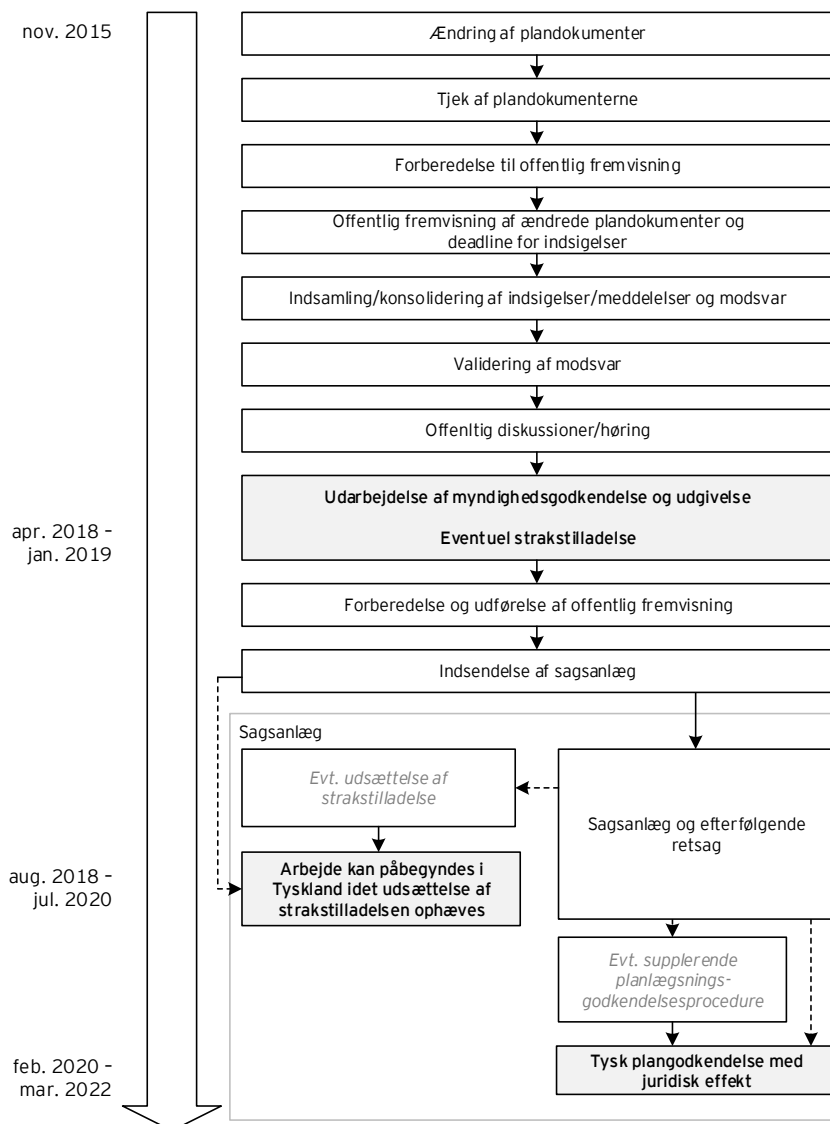 nov. 2015
Ændring af plandokumenter
Tjek af plandokumenterne
Forberedelse til offentlig fremvisning
Offentlig fremvisning af ændrede plandokumenter og
deadline for indsigelser
Indsamling/konsolidering af indsigelser/meddelelser og modsvar
Validering af modsvar
Offenltig diskussioner/høring
Udarbejdelse af myndighedsgodkendelse og udgivelse
Eventuel strakstilladelse
apr. 2018 –
jan. 2019
Forberedelse og udførelse af offentlig fremvisning
Indsendelse af sagsanlæg
Sagsanlæg
Evt. udsættelse af
strakstilladelse
Sagsanlæg og efterfølgende
retsag
Arbejde kan påbegyndes i
Tyskland idet udsættelse af
strakstilladelsen ophæves
aug. 2018 –
jul. 2020
Evt. supplerende
planlægsnings-
godkendelsesprocedure
Tysk plangodkendelse med
juridisk effekt
feb. 2020 –
mar. 2022